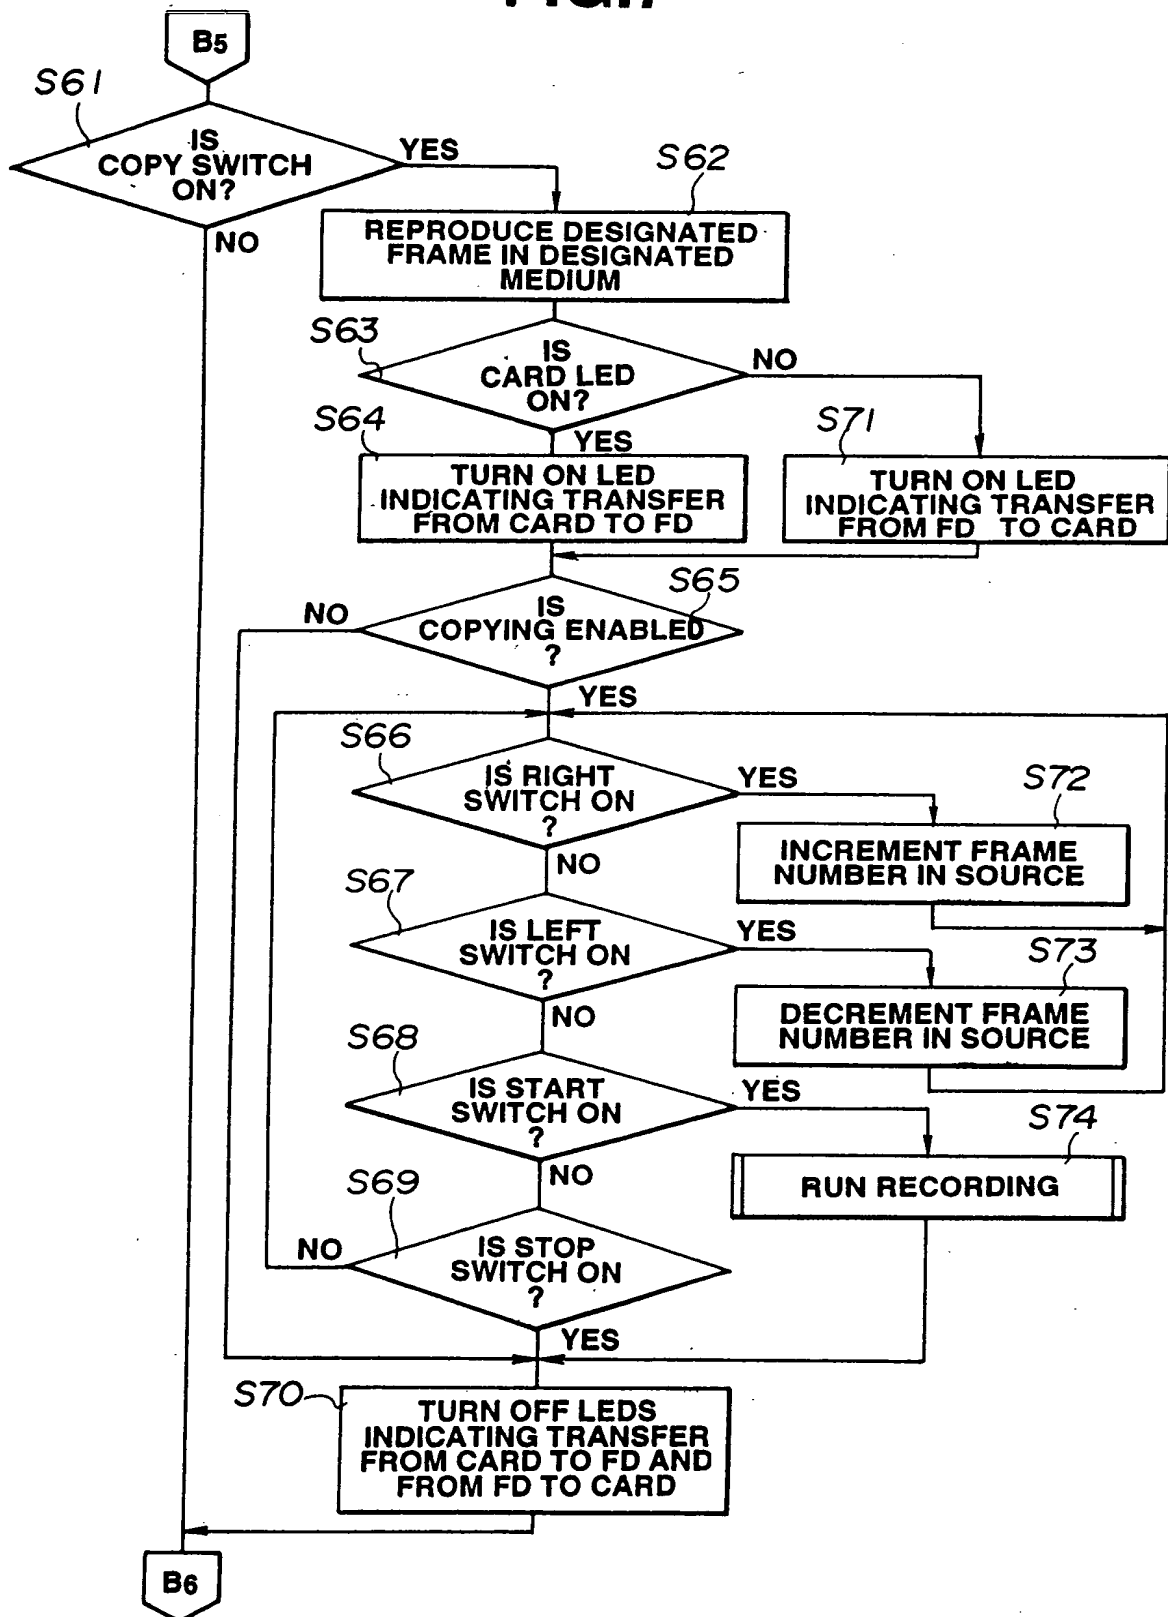 B5
S61
IS
COPY SWITCH
ON?
YES
NO
S62
REPRODUCE DESIGNATED
FRAME IN DESIGNATED
MEDIUM
S63
IS
CARD LED
ON?
NO
YES
S64
TURN ON LED
INDICATING TRANSFER
FROM CARD TO FD
S71
TURN ON LED
INDICATING TRANSFER
FROM FD TO CARD
S65
IS
COPYING ENABLED
?
NO
YES
S66
IS RIGHT
SWITCH ON
?
YES
NO
S72
INCREMENT FRAME
NUMBER IN SOURCE
S67
IS LEFT
SWITCH ON
?
YES
NO
S73
DECREMENT FRAME
NUMBER IN SOURCE
S68
IS START
SWITCH ON
?
YES
NO
S74
RUN RECORDING
S69
IS STOP
SWITCH ON
?
NO
YES
S70
TURN OFF LEDS
INDICATING TRANSFER
FROM CARD TO FD AND
FROM FD TO CARD
B6